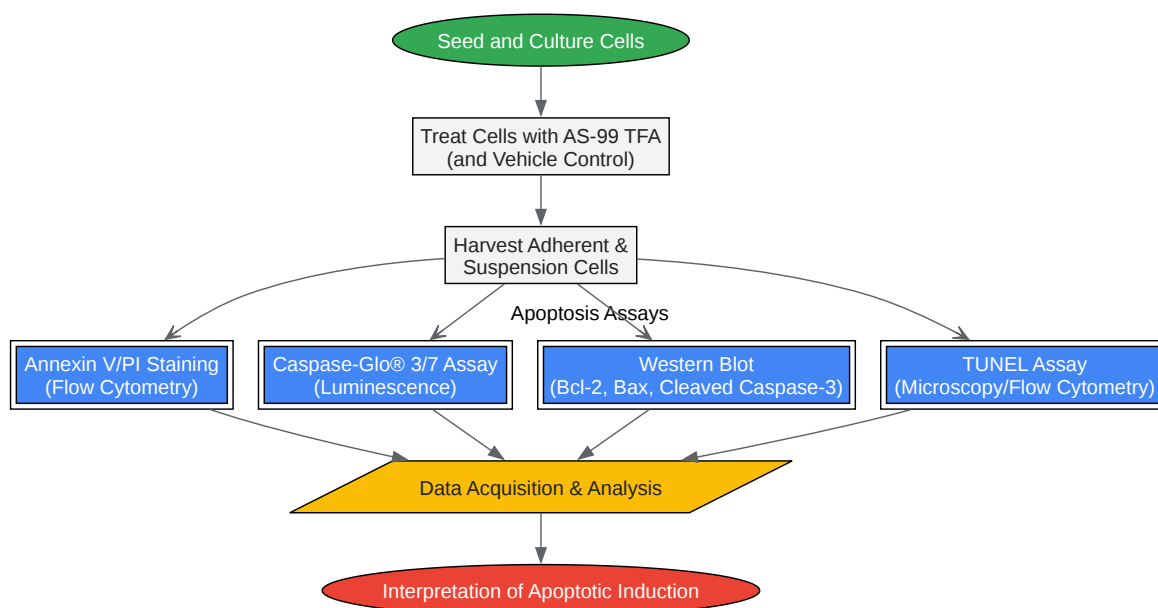 Seed and Culture Cells
Treat Cells with AS-99 TFA
(and Vehicle Control)
Harvest Adherent &
Suspension Cells
Apoptosis Assays
Annexin V/PI Staining
(Flow Cytometry)
Caspase-Glo® 3/7 Assay
(Luminescence)
Western Blot
(Bcl-2, Bax, Cleaved Caspase-3)
TUNEL Assay
(Microscopy/Flow Cytometry)
Data Acquisition & Analysis
Interpretation of Apoptotic Induction